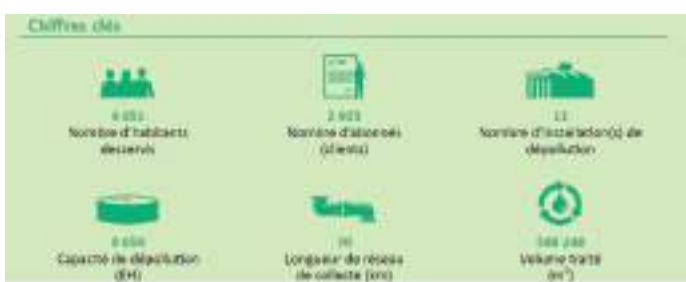 Chiffres clés
Nombre d'habitants
desservis
Nombre d'abonnés
(clients)
Nombre d'installation(s) de
dépollution
Capacité de dépollution
(EH)
Longueur de réseau
de collecte (km)
Volume traité
(m³)